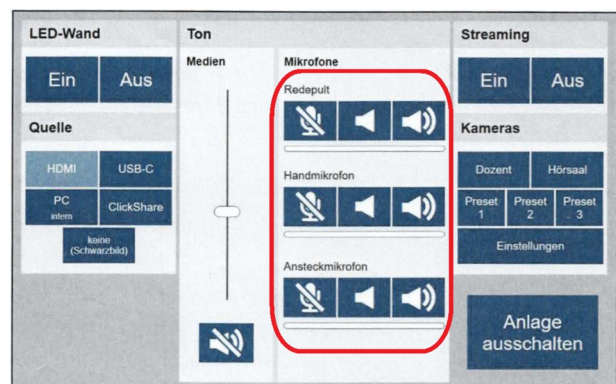 LED-Wand
Ein
Aus
Quelle
HDMI
USB-C
PC
intern
ClickShare
keine
(Schwarzbild)
Ton
Medien
Mikrofone
Redepult
Handmikrofon
Ansteckmikrofon
Streaming
Ein
Aus
Kameras
Dozent
Hörsaal
Preset
1
Preset
2
Preset
3
Einstellungen
Anlage
ausschalten